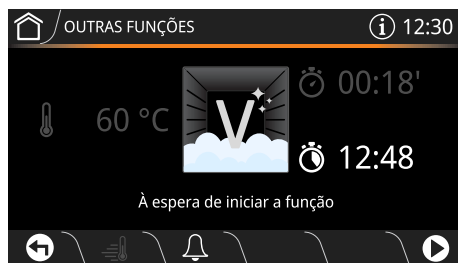 OUTRAS FUNÇÕES
12:30
00:18'
60 °C
V
12:48
À espera de iniciar a função